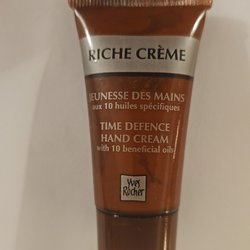 RICHE CRÈME
JEUNESSE DES MAINS
aux 10 huiles spécifiques
TIME DEFENCE
HAND CREAM
with 10 beneficial oils
Yves
Rocher